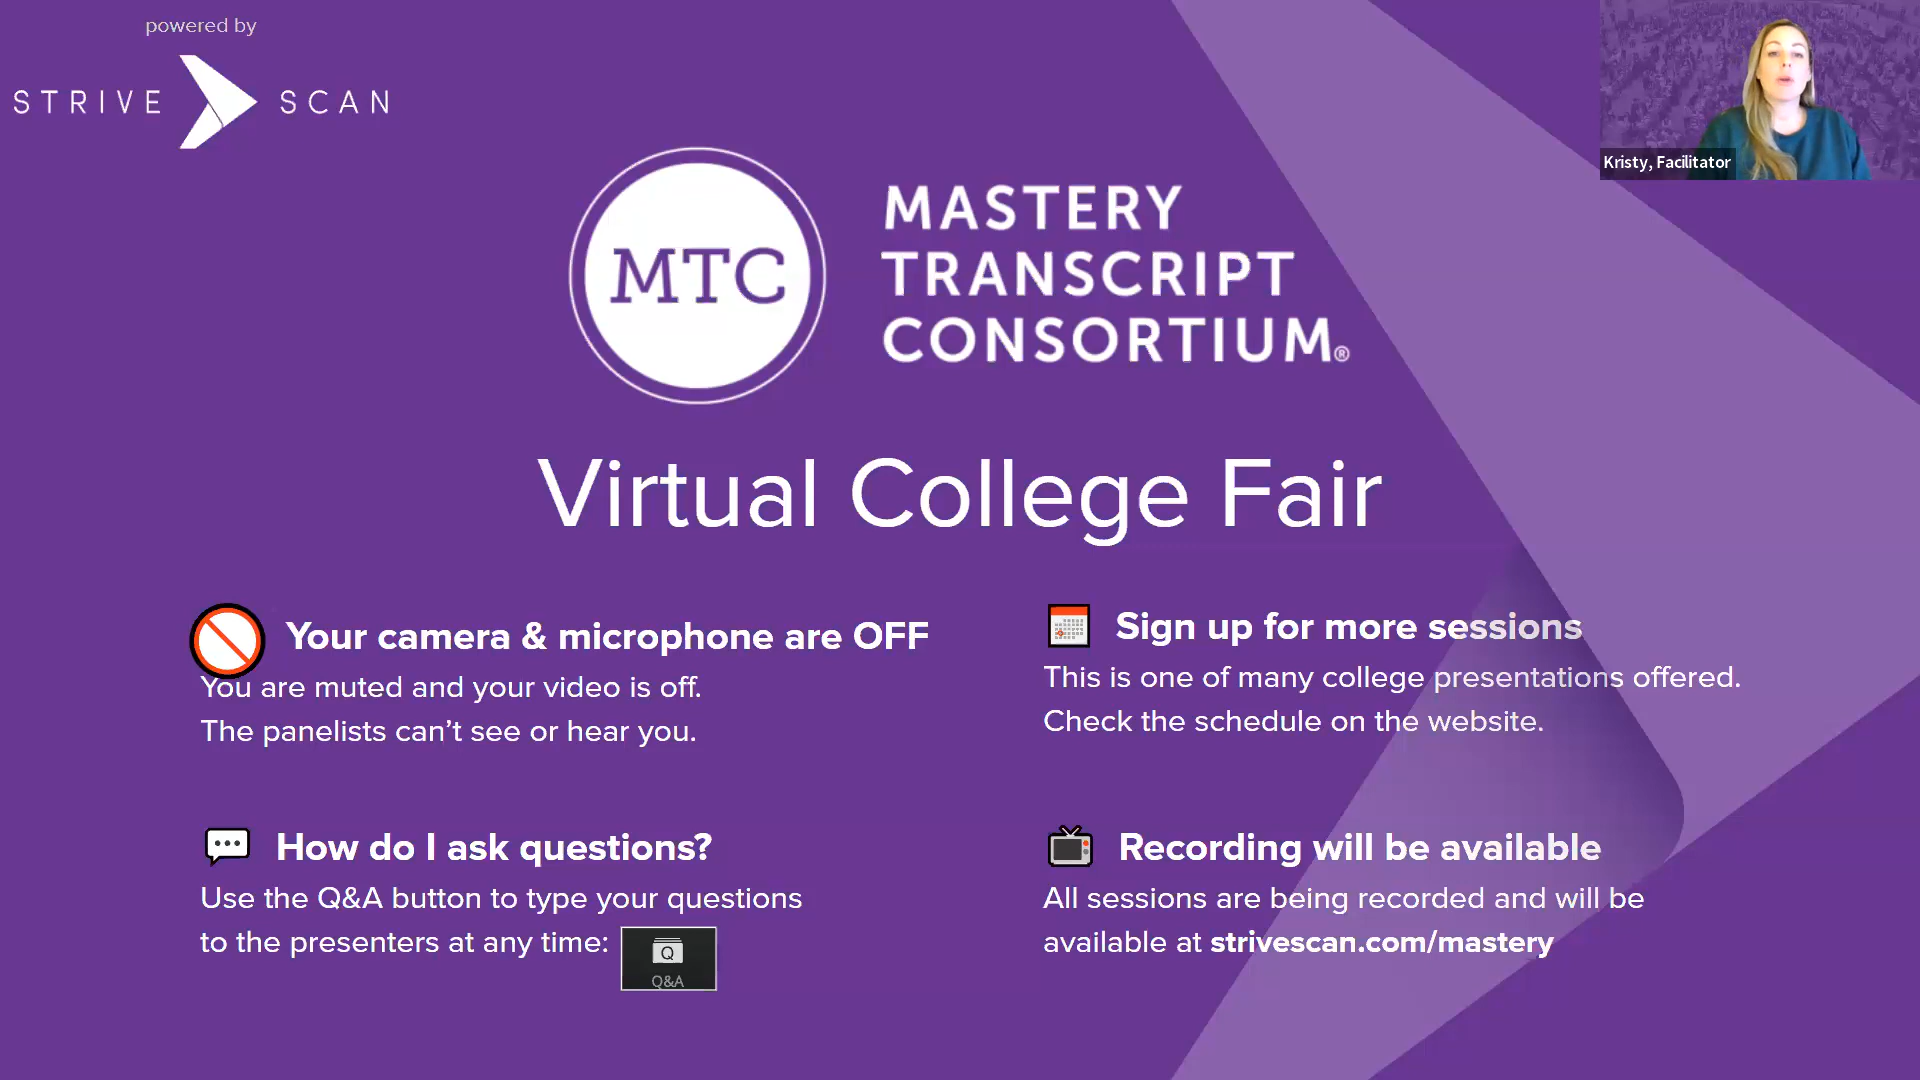 powered by
STRIVE SCAN
Kristy, Facilitator
MTC
MASTERY
TRANSCRIPT
CONSORTIUM®
Virtual College Fair
Your camera & microphone are OFF
You are muted and your video is off.
The panelists can’t see or hear you.
Sign up for more sessions
This is one of many college presentations offered.
Check the schedule on the website.
How do I ask questions?
Use the Q&A button to type your questions
to the presenters at any time:
Q
Q&A
Recording will be available
All sessions are being recorded and will be
available at strivescan.com/mastery